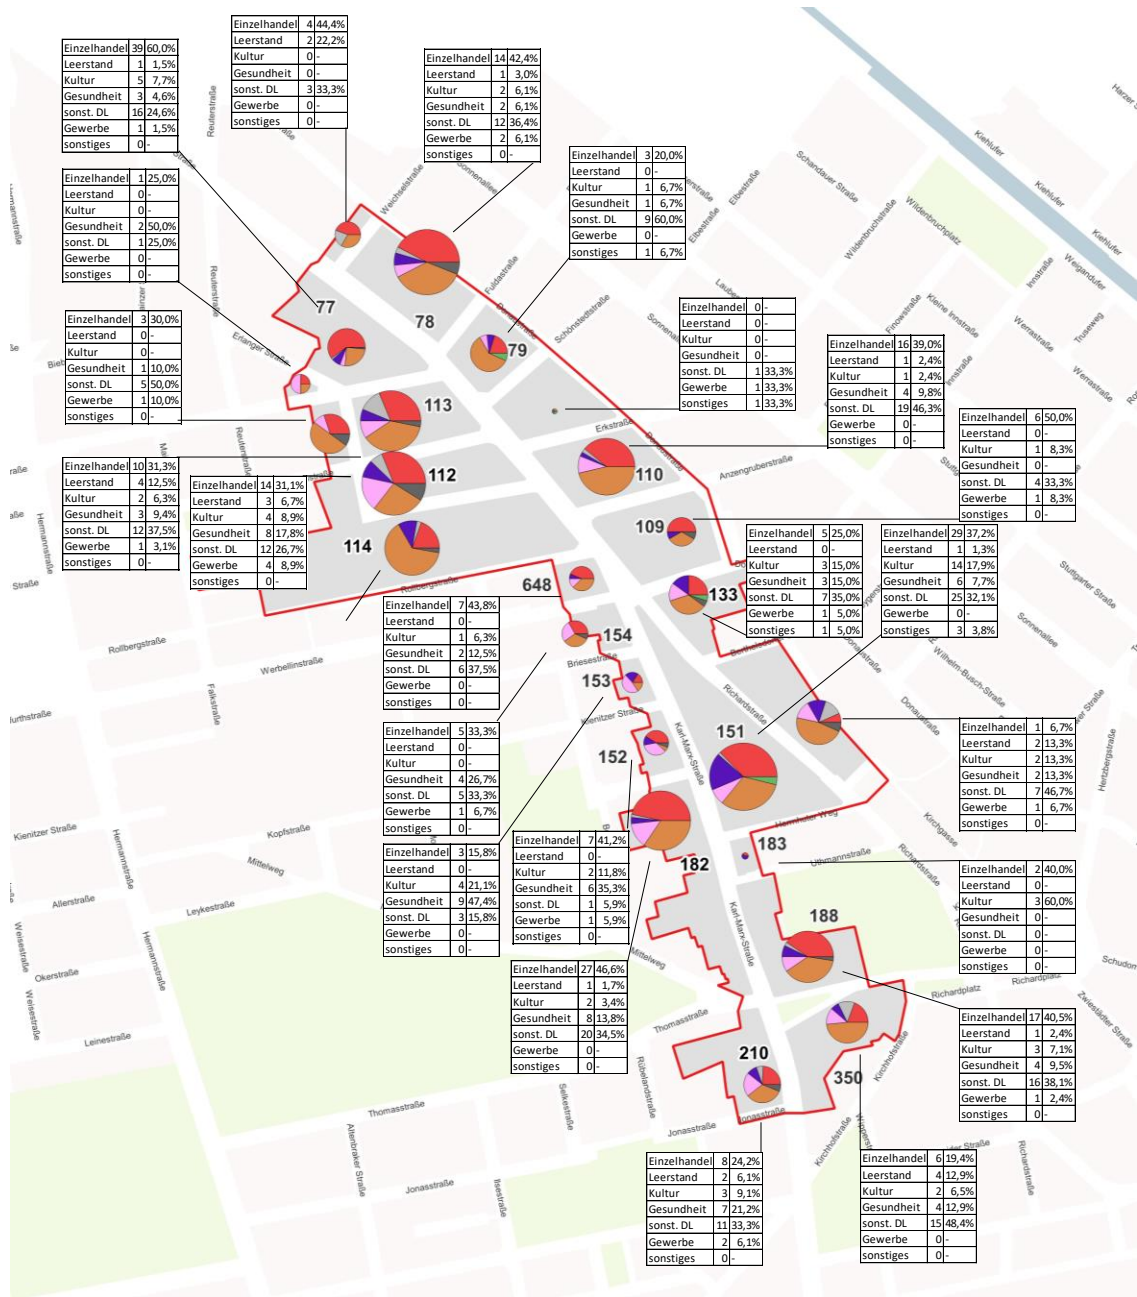 Einzelhandel 4 44,4%
Leerstand 2 22,2%
Kultur 0 -
Gesundheit 0 -
sonst. DL 3 33,3%
Gewerbe 0 -
sonstiges 0 -
Einzelhandel 39 60,0%
Leerstand 1 1,5%
Kultur 5 7,7%
Gesundheit 3 4,6%
sonst. DL 16 24,6%
Gewerbe 1 1,5%
sonstiges 0 -
Einzelhandel 14 42,4%
Leerstand 1 3,0%
Kultur 2 6,1%
Gesundheit 2 6,1%
sonst. DL 12 36,4%
Gewerbe 2 6,1%
sonstiges 0 -
Einzelhandel 3 20,0%
Leerstand 0 -
Kultur 1 6,7%
Gesundheit 1 6,7%
sonst. DL 9 60,0%
Gewerbe 0 -
sonstiges 1 6,7%
Einzelhandel 1 25,0%
Leerstand 0 -
Kultur 0 -
Gesundheit 2 50,0%
sonst. DL 1 25,0%
Gewerbe 0 -
sonstiges 0 -
Einzelhandel 3 30,0%
Leerstand 0 -
Kultur 0 -
Gesundheit 1 10,0%
sonst. DL 5 50,0%
Gewerbe 1 10,0%
sonstiges 0 -
Einzelhandel 0 -
Leerstand 0 -
Kultur 0 -
Gesundheit 0 -
sonst. DL 1 33,3%
Gewerbe 1 33,3%
sonstiges 1 33,3%
Einzelhandel 16 39,0%
Leerstand 1 2,4%
Kultur 1 2,4%
Gesundheit 4 9,8%
sonst. DL 19 46,3%
Gewerbe 0 -
sonstiges 0 -
Einzelhandel 6 50,0%
Leerstand 0 -
Kultur 1 8,3%
Gesundheit 0 -
sonst. DL 4 33,3%
Gewerbe 1 8,3%
sonstiges 0 -
Einzelhandel 10 31,3%
Leerstand 4 12,5%
Kultur 2 6,3%
Gesundheit 3 9,4%
sonst. DL 12 37,5%
Gewerbe 1 3,1%
sonstiges 0 -
Einzelhandel 14 31,1%
Leerstand 3 6,7%
Kultur 4 8,9%
Gesundheit 8 17,8%
sonst. DL 12 26,7%
Gewerbe 4 8,9%
sonstiges 0 -
Einzelhandel 5 25,0%
Leerstand 0 -
Kultur 3 15,0%
Gesundheit 3 15,0%
sonst. DL 7 35,0%
Gewerbe 1 5,0%
sonstiges 1 5,0%
Einzelhandel 29 37,2%
Leerstand 1 1,3%
Kultur 14 17,9%
Gesundheit 6 7,7%
sonst. DL 25 32,1%
Gewerbe 0 -
sonstiges 3 3,8%
Einzelhandel 7 43,8%
Leerstand 0 -
Kultur 1 6,3%
Gesundheit 2 12,5%
sonst. DL 6 37,5%
Gewerbe 0 -
sonstiges 0 -
Einzelhandel 5 33,3%
Leerstand 0 -
Kultur 0 -
Gesundheit 4 26,7%
sonst. DL 5 33,3%
Gewerbe 1 6,7%
sonstiges 0 -
Einzelhandel 1 6,7%
Leerstand 2 13,3%
Kultur 2 13,3%
Gesundheit 2 13,3%
sonst. DL 7 46,7%
Gewerbe 1 6,7%
sonstiges 0 -
Einzelhandel 3 15,8%
Leerstand 0 -
Kultur 4 21,1%
Gesundheit 9 47,4%
sonst. DL 3 15,8%
Gewerbe 0 -
sonstiges 0 -
Einzelhandel 7 41,2%
Leerstand 0 -
Kultur 2 11,8%
Gesundheit 6 35,3%
sonst. DL 1 5,9%
Gewerbe 1 5,9%
sonstiges 0 -
Einzelhandel 2 40,0%
Leerstand 0 -
Kultur 3 60,0%
Gesundheit 0 -
sonst. DL 0 -
Gewerbe 0 -
sonstiges 0 -
Einzelhandel 27 46,6%
Leerstand 1 1,7%
Kultur 2 3,4%
Gesundheit 8 13,8%
sonst. DL 20 34,5%
Gewerbe 0 -
sonstiges 0 -
Einzelhandel 17 40,5%
Leerstand 1 2,4%
Kultur 3 7,1%
Gesundheit 4 9,5%
sonst. DL 16 38,1%
Gewerbe 1 2,4%
sonstiges 0 -
Einzelhandel 8 24,2%
Leerstand 2 6,1%
Kultur 3 9,1%
Gesundheit 7 21,2%
sonst. DL 11 33,3%
Gewerbe 2 6,1%
sonstiges 0 -
Einzelhandel 6 19,4%
Leerstand 4 12,9%
Kultur 2 6,5%
Gesundheit 4 12,9%
sonst. DL 15 48,4%
Gewerbe 0 -
sonstiges 0 -
77
78
79
113
112
110
109
114
648
133
154
153
151
152
183
182
188
210
350
Reuterstraße
Weichselstraße
Sonnenallee
Fuldastraße
Schönstedtstraße
Elbestraße
Elbestraße
Schandauer Straße
Wildenbruchstraße
Wildenbruchplatz
Kiehlufer
Kiehlufer
Kiehlufer
Innstraße
Weigandufer
Kleine Innstraße
Finowstraße
Werrastraße
Werrastraße
Treseweg
Innstraße
Reuterstraße
Erlanger Straße
Erkstraße
Donaustraße
Anzengruberstraße
Hermannstraße
Rollbergstraße
Rollbergstraße
Werbellinstraße
Falkstraße
Briesestraße
Kienitzer Straße
Richardstraße
Karl-Marx-Straße
Donaustraße
Wilhelm-Busch-Straße
Stuttgarter Straße
Sonnenallee
Hertzbergstraße
Kirchgasse
Kienitzer Straße
Hermannstraße
Kopfstraße
Mittelweg
Allerstraße
Leykestraße
Weisestraße
Okerstraße
Weisestraße
Hermannstraße
Leinestraße
Uthmannstraße
Richardstraße
Karl-Marx-Straße
Mittelweg
Richardplatz
Richardplatz
Zwiestädter Straße
Thomasstraße
Kirchhofstraße
Rübelandstraße
Selkestraße
Thomasstraße
Jonasstraße
Jonasstraße
Altenbraker Straße
Jonasstraße
Ilsestraße
Kirchhofstraße
Richardstraße